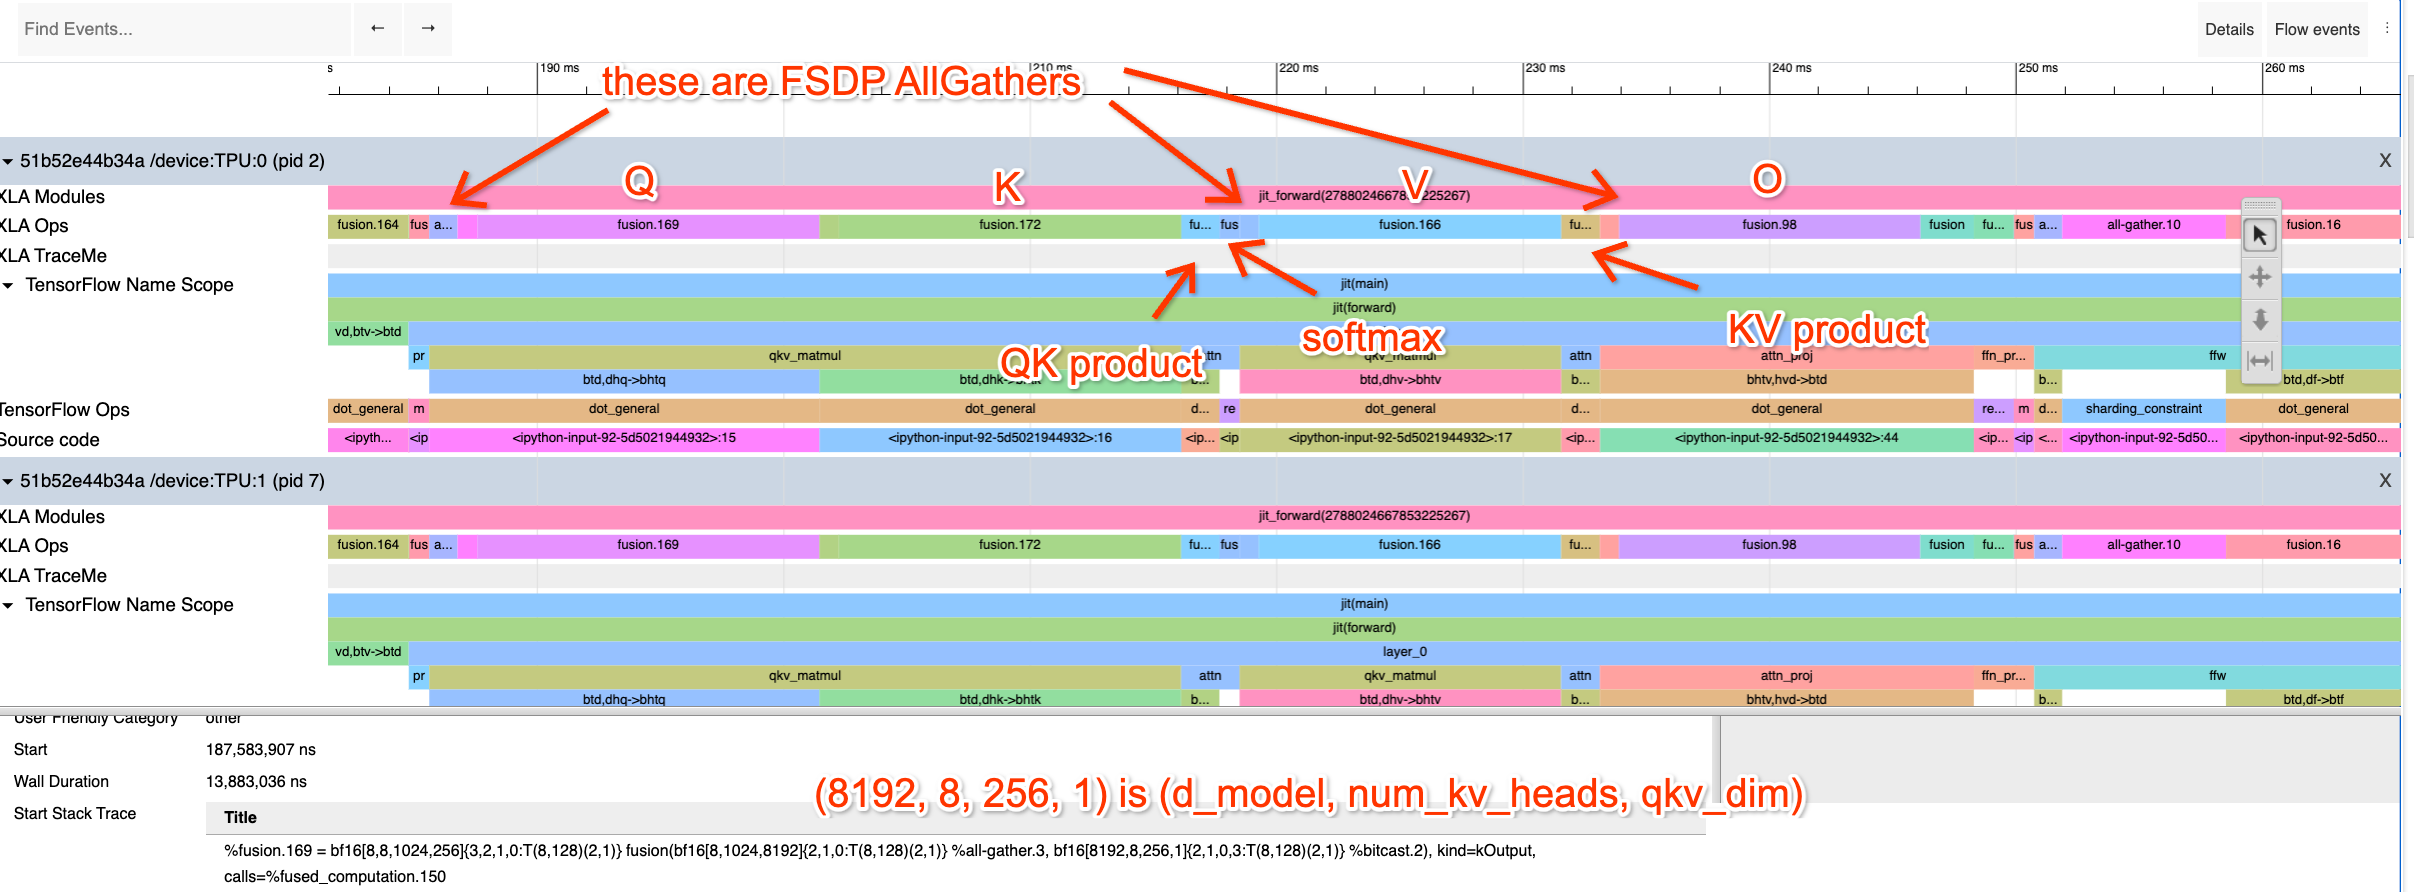 Find Events... ← → Details Flow events
s 190 ms 210 ms 220 ms 230 ms 240 ms 250 ms 260 ms
these are FSDP AllGathers
51b52e44b34a /device:TPU:0 (pid 2) X
Q K V O
XLA Modules jit_forward(2788024667853225267)
XLA Ops fusion.164 fus a... fusion.169 fusion.172 fu... fus fusion.166 fu... fusion.98 fusion fu... fus a... all-gather.10 fusion.16
XLA TraceMe
TensorFlow Name Scope jit(main)
jit(forward)
vd,btv->btd
softmax KV product
pr qkv_matmul attn qkv_matmul attn attn_proj ffn_pr... ffw
QK product
btd,dhq->bhtq btd,dhk->bhtk b... btd,dhv->bhtv b... bhtv,hvd->btd b... btd,df->btf
TensorFlow Ops dot_general m dot_general dot_general d... re dot_general d... dot_general re... m d... sharding_constraint dot_general
Source code <ipyth... <ip <ipython-input-92-5d5021944932>:15 <ipython-input-92-5d5021944932>:16 <ip... <ip <ipython-input-92-5d5021944932>:17 <ip... <ipython-input-92-5d5021944932>:44 <ip... <ip <... <ipython-input-92-5d50... <ipython-input-92-5d50...
51b52e44b34a /device:TPU:1 (pid 7) X
XLA Modules jit_forward(2788024667853225267)
XLA Ops fusion.164 fus a... fusion.169 fusion.172 fu... fus fusion.166 fu... fusion.98 fusion fu... fus a... all-gather.10 fusion.16
XLA TraceMe
TensorFlow Name Scope jit(main)
jit(forward)
vd,btv->btd layer_0
pr qkv_matmul attn qkv_matmul attn attn_proj ffn_pr... ffw
btd,dhq->bhtq btd,dhk->bhtk b... btd,dhv->bhtv b... bhtv,hvd->btd b... btd,df->btf
User Friendly Category other
Start 187,583,907 ns
Wall Duration 13,883,036 ns
(8192, 8, 256, 1) is (d_model, num_kv_heads, qkv_dim)
Start Stack Trace Title
%fusion.169 = bf16[8,8,1024,256]{3,2,1,0:T(8,128)(2,1)} fusion(bf16[8,1024,8192]{2,1,0:T(8,128)(2,1)} %all-gather.3, bf16[8192,8,256,1]{2,1,0,3:T(8,128)(2,1)} %bitcast.2), kind=kOutput,
calls=%fused_computation.150